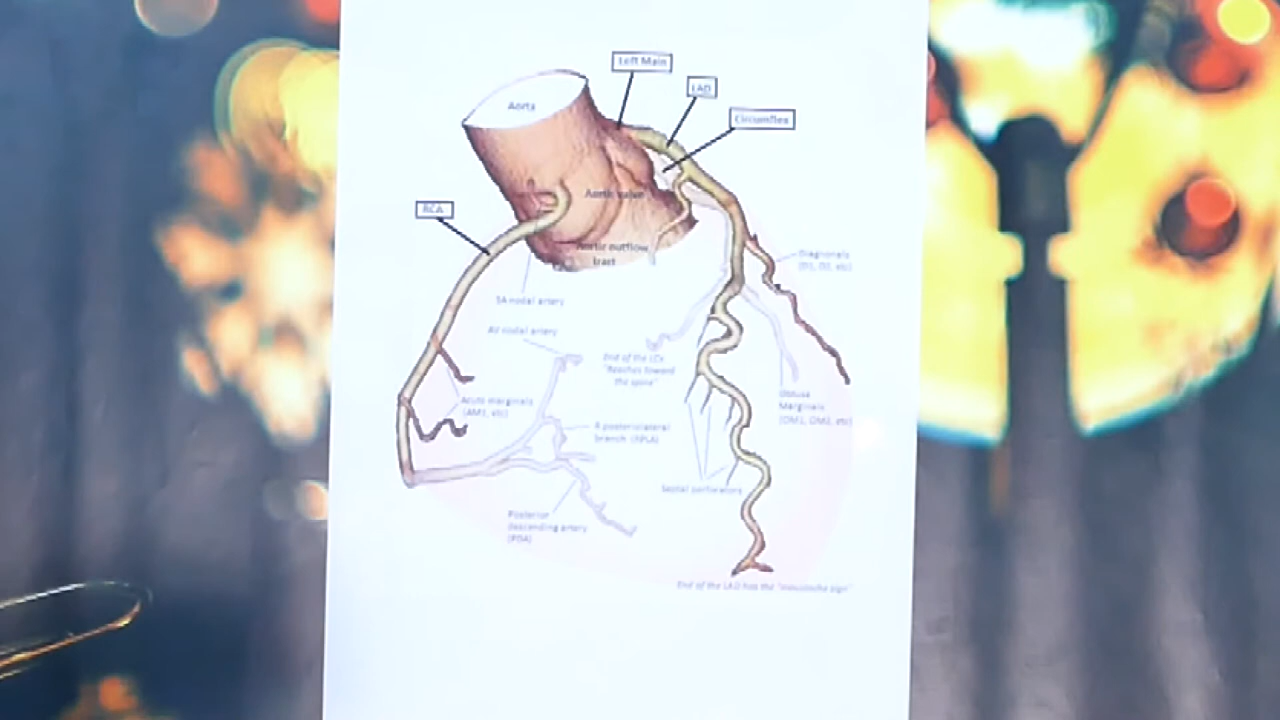 Left Main
LAD
Circumflex
Aorta
Aortic valve
RCA
Aortic outflow
tract
Diagonals
(D1, D2, etc)
SA nodal artery
AV nodal artery
End of the LCx
"Reaches toward
the spine"
Acute marginals
(AM1, etc)
Obtuse
Marginals
(OM1, OM2, etc)
A posterolateral
branch (RPLA)
Septal perforators
Posterior
descending artery
(PDA)
End of the LAD has the "moustache sign"